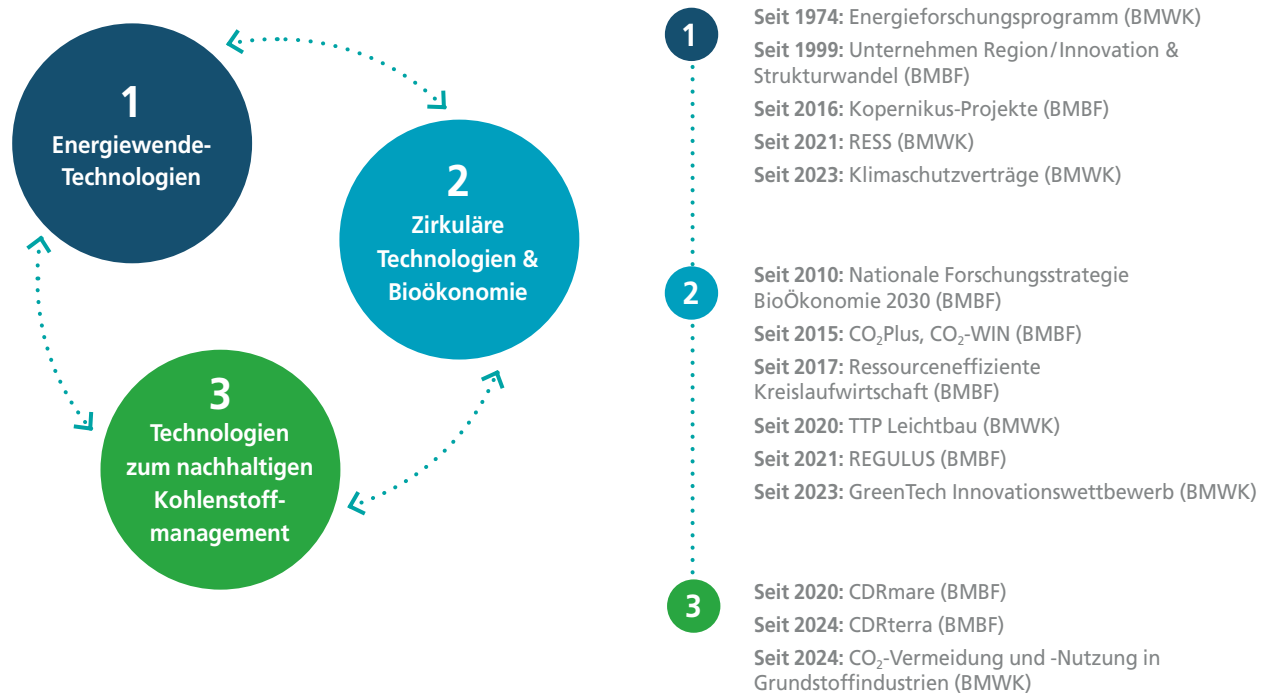 1
Energiewende-
Technologien
2
Zirkuläre
Technologien &
Bioökonomie
3
Technologien
zum nachhaltigen
Kohlenstoff-
management
1
Seit 1974: Energieforschungsprogramm (BMWK)
Seit 1999: Unternehmen Region/Innovation &
Strukturwandel (BMBF)
Seit 2016: Kopernikus-Projekte (BMBF)
Seit 2021: RESS (BMWK)
Seit 2023: Klimaschutzverträge (BMWK)
2
Seit 2010: Nationale Forschungsstrategie
BioÖkonomie 2030 (BMBF)
Seit 2015: CO₂Plus, CO₂-WIN (BMBF)
Seit 2017: Ressourceneffiziente
Kreislaufwirtschaft (BMBF)
Seit 2020: TTP Leichtbau (BMWK)
Seit 2021: REGULUS (BMBF)
Seit 2023: GreenTech Innovationswettbewerb (BMWK)
3
Seit 2020: CDRmare (BMBF)
Seit 2024: CDRterra (BMBF)
Seit 2024: CO₂-Vermeidung und -Nutzung in
Grundstoffindustrien (BMWK)